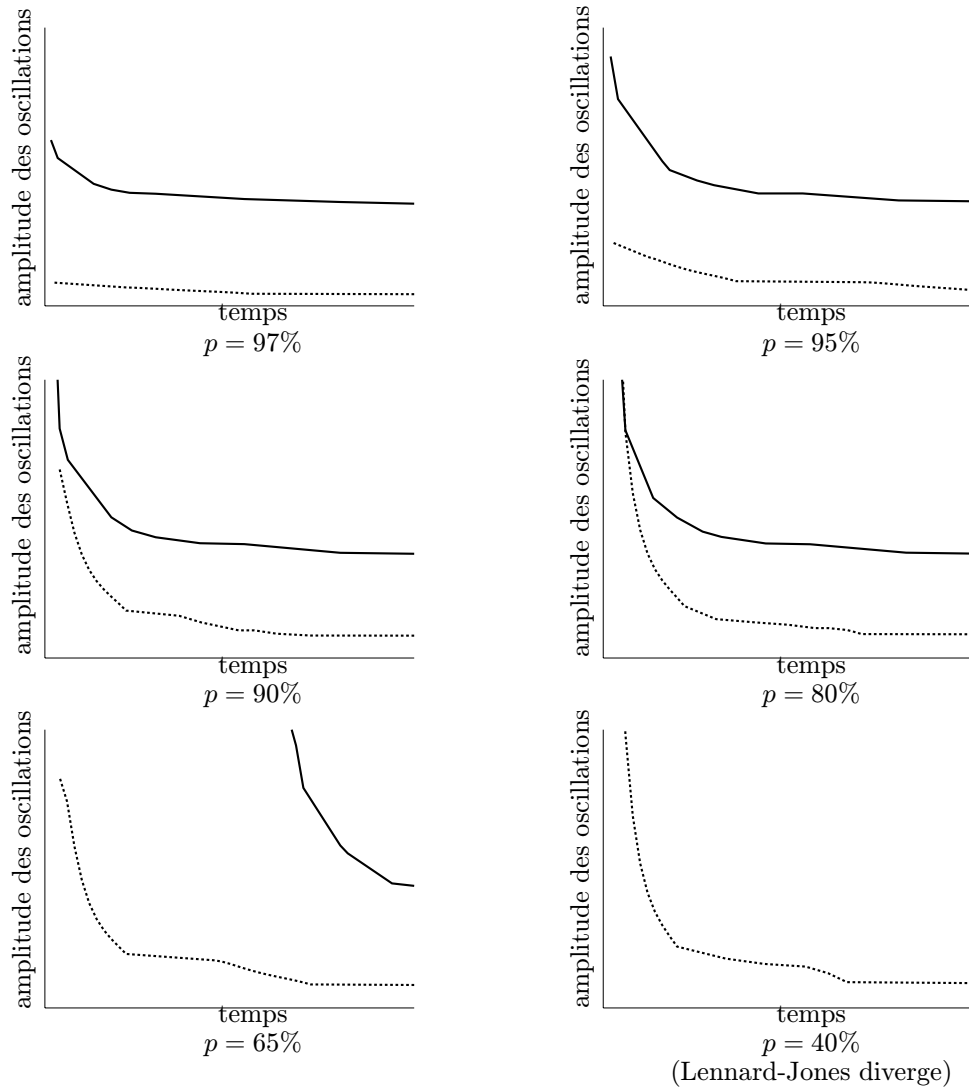 amplitude des oscillations
temps
p = 97%
amplitude des oscillations
temps
p = 95%
amplitude des oscillations
temps
p = 90%
amplitude des oscillations
temps
p = 80%
amplitude des oscillations
temps
p = 65%
amplitude des oscillations
temps
p = 40%
(Lennard-Jones diverge)